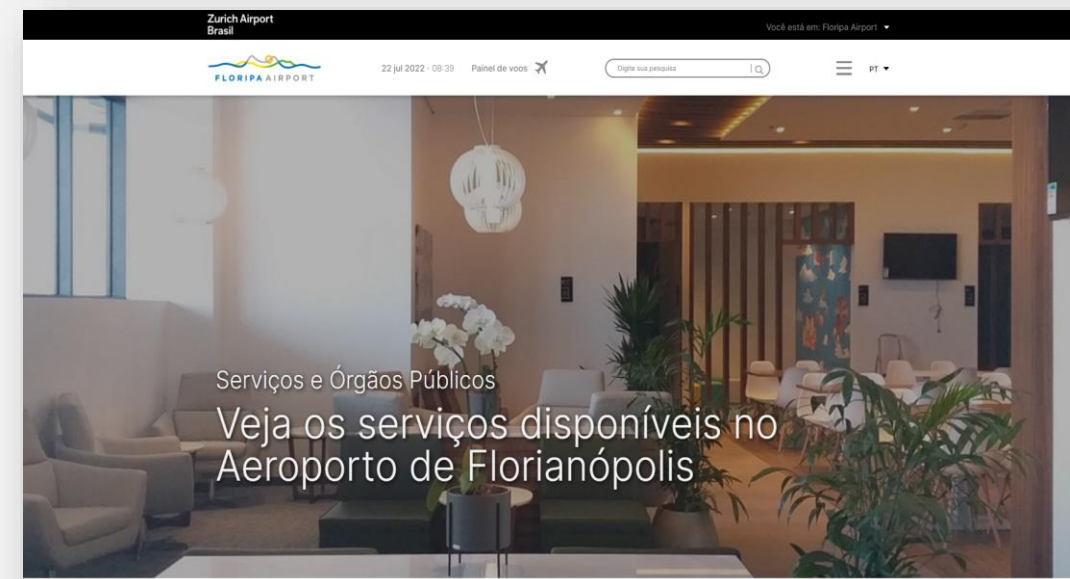 Zurich Airport
Brasil
Você está em: Floripa Airport
FLORIPA AIRPORT
22 jul 2022 - 08:39
Painel de voos
Digite sua pesquisa
PT
Serviços e Órgãos Públicos
Veja os serviços disponíveis no
Aeroporto de Florianópolis